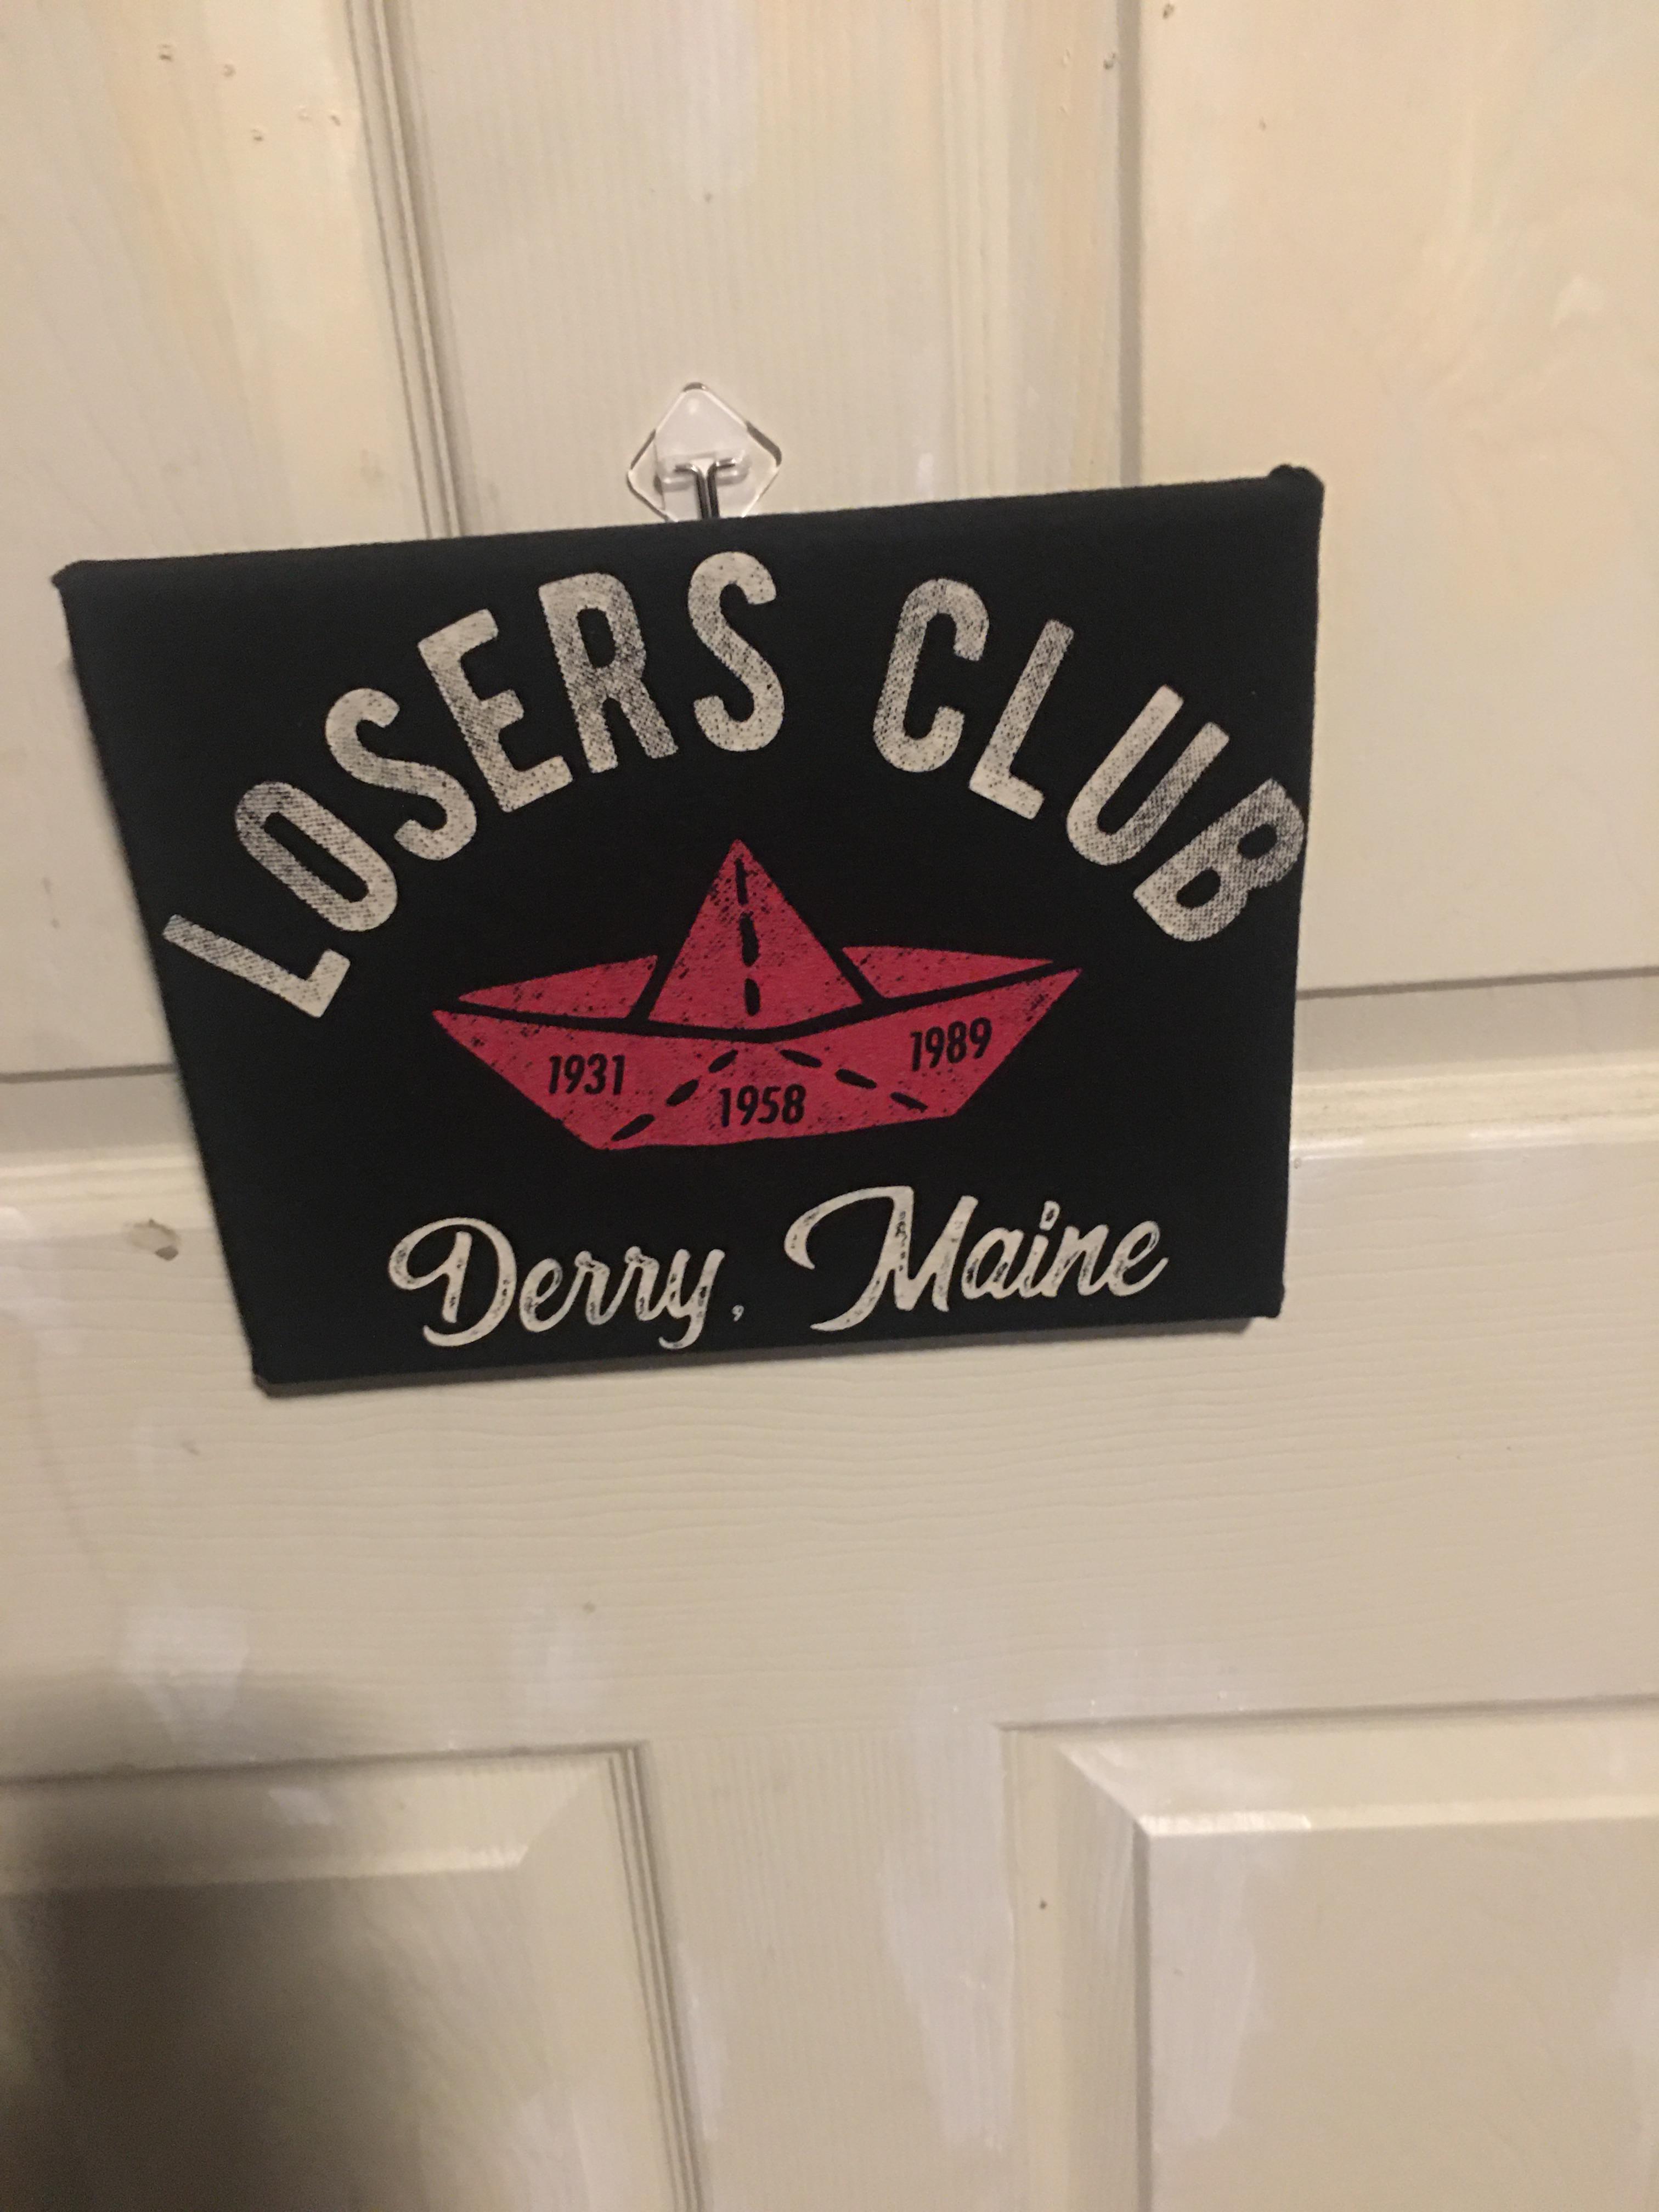 LOSERS CLUB
1931 1958 1989
Derry, Maine